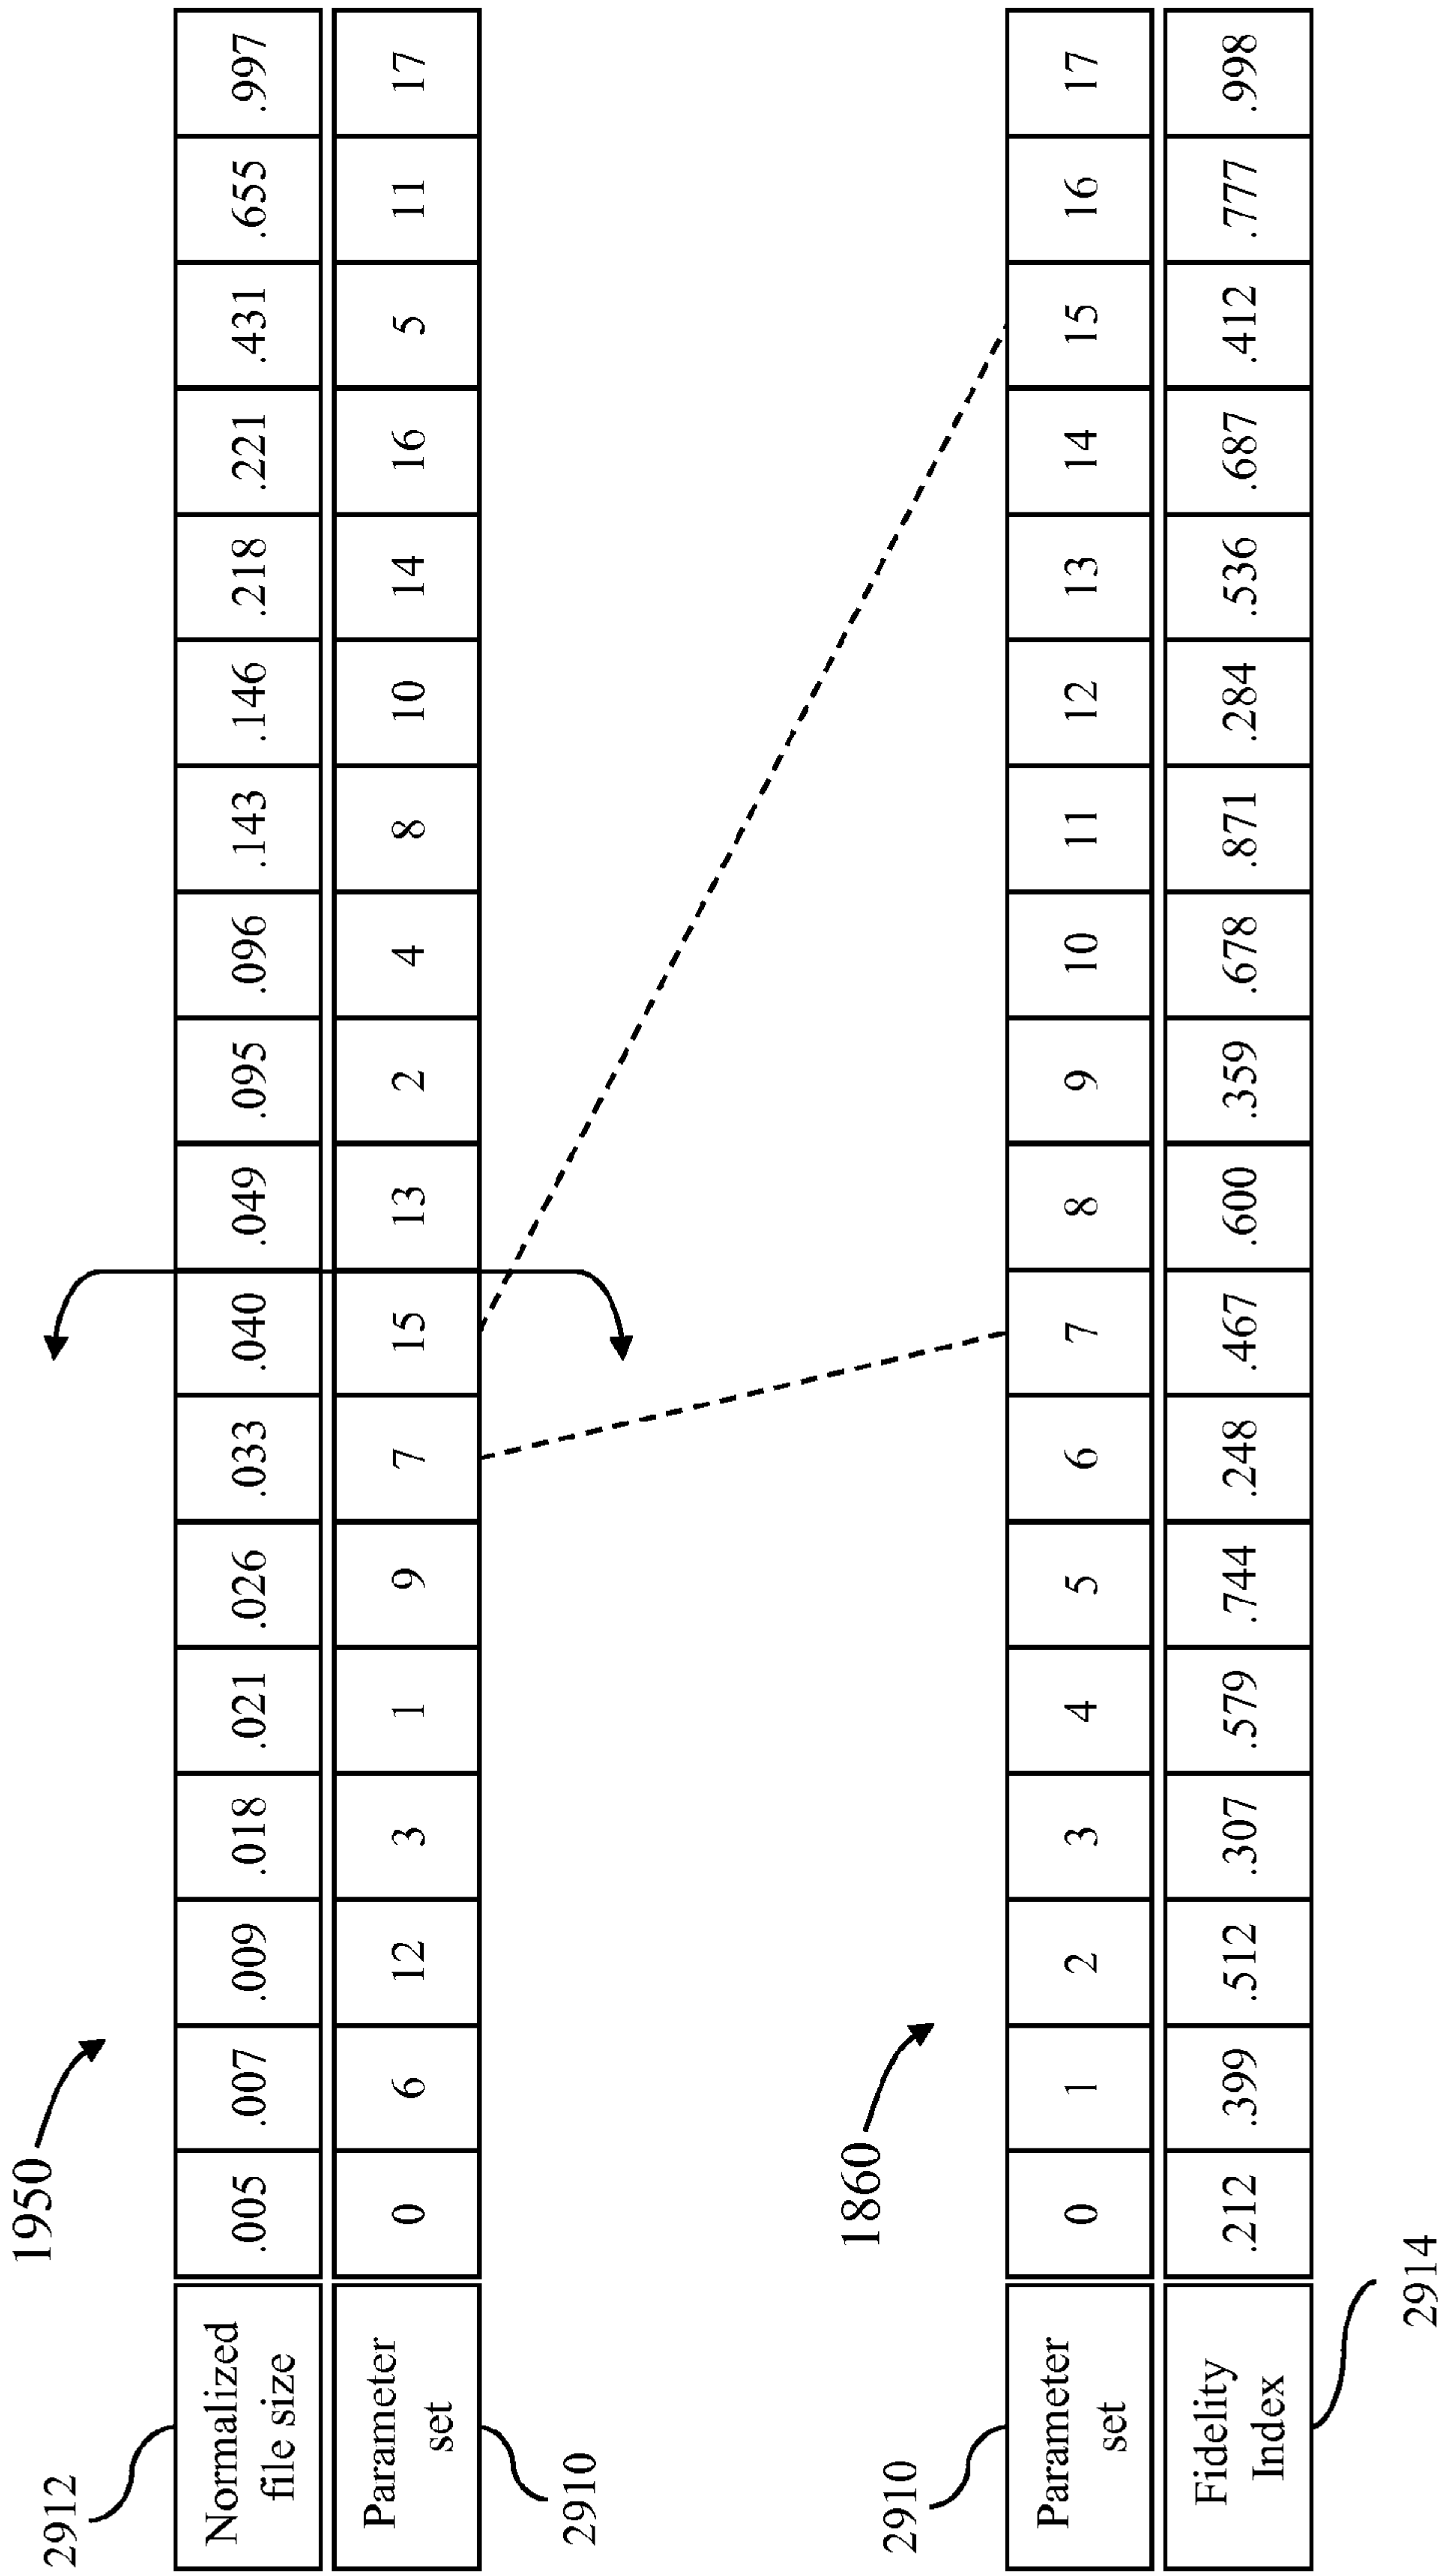 1950
2912
Normalized
file size
.005 .007 .009 .018 .021 .026 .033 .040 .049 .095 .096 .143 .146 .218 .221 .431 .655 .997
Parameter
set
0 6 12 3 1 9 7 15 13 2 4 8 10 14 16 5 11 17
2910
1860
2910
Parameter
set
0 1 2 3 4 5 6 7 8 9 10 11 12 13 14 15 16 17
Fidelity
Index
.212 .399 .512 .307 .579 .744 .248 .467 .600 .359 .678 .871 .284 .536 .687 .412 .777 .998
2914